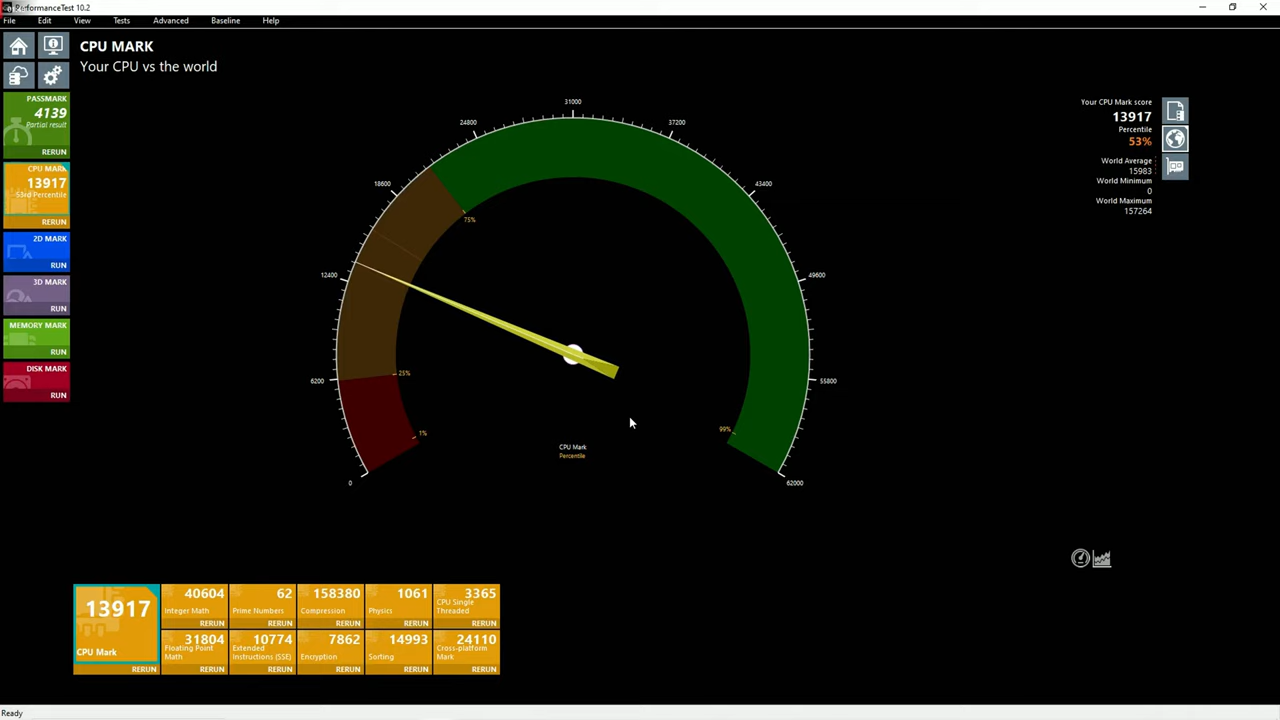 PerformanceTest 10.2
File Edit View Tests Advanced Baseline Help
CPU MARK
Your CPU vs the world
PASSMARK
4139
Partial result
RERUN
CPU MARK
13917
53rd Percentile
RERUN
2D MARK
RUN
3D MARK
RUN
MEMORY MARK
RUN
DISK MARK
RUN
0
6200
12400
18600
24800
31000
37200
43400
49600
55800
62000
1%
25%
75%
99%
CPU Mark
Percentile
Your CPU Mark score
13917
Percentile
53%
World Average
15983
World Minimum
0
World Maximum
157264
13917
CPU Mark
RERUN
40604
Integer Math
RERUN
62
Prime Numbers
RERUN
158380
Compression
RERUN
1061
Physics
RERUN
3365
CPU Single
Threaded
RERUN
31804
Floating Point
Math
RERUN
10774
Extended
Instructions (SSE)
RERUN
7862
Encryption
RERUN
14993
Sorting
RERUN
24110
Cross-platform
Mark
RERUN
Ready